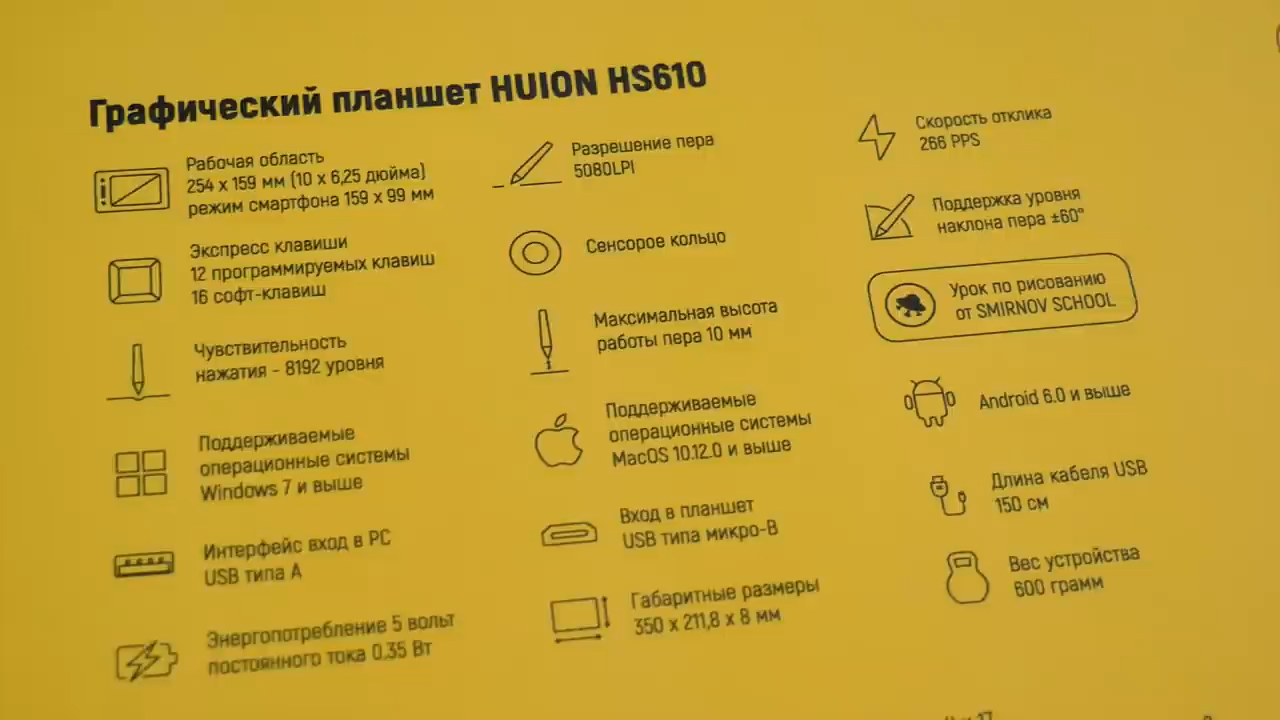 Графический планшет HUION HS610
Рабочая область
254 x 159 мм (10 x 6,25 дюйма)
режим смартфона 159 x 99 мм
Экспресс клавиши
12 программируемых клавиш
16 софт-клавиш
Чувствительность
нажатия - 8192 уровня
Поддерживаемые
операционные системы
Windows 7 и выше
Интерфейс вход в PC
USB типа A
Энергопотребление 5 вольт
постоянного тока 0.35 Вт
Разрешение пера
5080LPI
Сенсорое кольцо
Максимальная высота
работы пера 10 мм
Поддерживаемые
операционные системы
MacOS 10.12.0 и выше
Вход в планшет
USB типа микро-B
Габаритные размеры
350 x 211,8 x 8 мм
Скорость отклика
266 PPS
Поддержка уровня
наклона пера ±60°
Урок по рисованию
от SMIRNOV SCHOOL
Android 6.0 и выше
Длина кабеля USB
150 см
Вес устройства
600 грамм